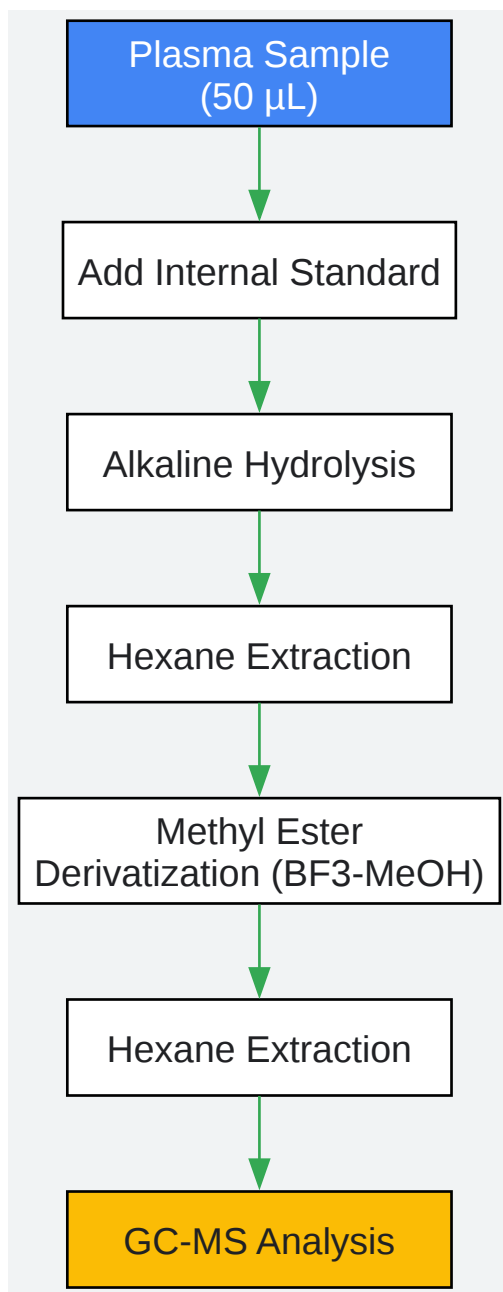 Plasma Sample
(50 µL)
Add Internal Standard
Alkaline Hydrolysis
Hexane Extraction
Methyl Ester
Derivatization (BF3-MeOH)
Hexane Extraction
GC-MS Analysis